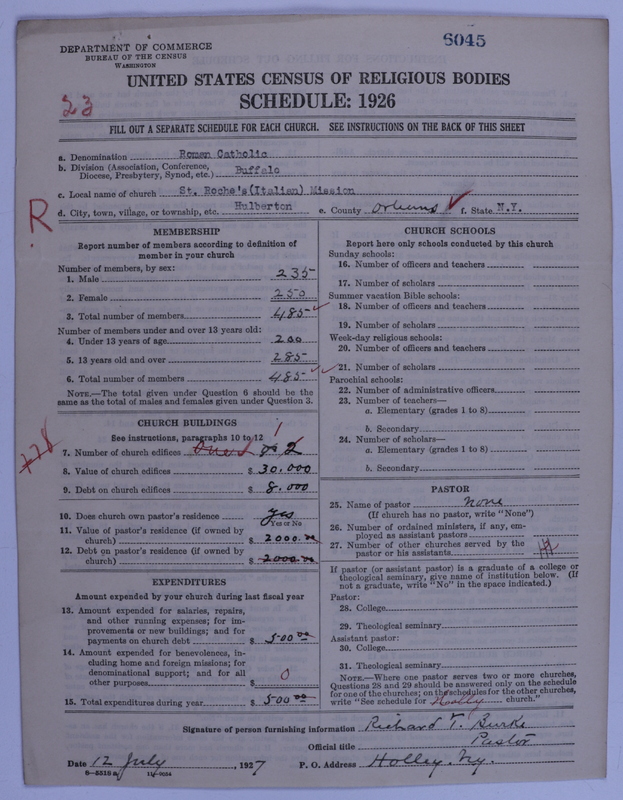 6045
DEPARTMENT OF COMMERCE
BUREAU OF THE CENSUS
WASHINGTON
UNITED STATES CENSUS OF RELIGIOUS BODIES
23
SCHEDULE: 1926
FILL OUT A SEPARATE SCHEDULE FOR EACH CHURCH. SEE INSTRUCTIONS ON THE BACK OF THIS SHEET
a. Denomination Roman Catholic
b. Division (Association, Conference, Diocese, Presbytery, Synod, etc.) Buffalo
c. Local name of church St. Roche's(Italian) Mission
R
d. City, town, village, or township, etc. Hulberton e. County Orleans f. State N.Y.
MEMBERSHIP
Report number of members according to definition of
member in your church
Number of members, by sex:
1. Male 235
2. Female 250
3. Total number of members 485
Number of members under and over 13 years old:
4. Under 13 years of age 200
5. 13 years old and over 285
6. Total number of members 485
NOTE.—The total given under Question 6 should be
same as the total of males and females given under Question 3.
CHURCH BUILDINGS
See instructions, paragraphs 10 to 12 1
7. Number of church edifices One 2
8. Value of church edifices $ 30,000
9. Debt on church edifices $ 8,000
10. Does church own pastor's residence yes
Yes or No
11. Value of pastor's residence (if owned by
church) $ 2000.00
12. Debt on pastor's residence (if owned by
church) $ 2000.00
EXPENDITURES
Amount expended by your church during last fiscal year
13. Amount expended for salaries, repairs,
and other running expenses; for im-
provements or new buildings; and for
payments on church debt $ 500 00
14. Amount expended for benevolences, in-
cluding home and foreign missions; for
denominational support; and for all
other purposes $ 0
15. Total expenditures during year $ 500 00
CHURCH SCHOOLS
Report here only schools conducted by this church
Sunday schools:
16. Number of officers and teachers
17. Number of scholars
Summer vacation Bible schools:
18. Number of officers and teachers
19. Number of scholars
Week-day religious schools:
20. Number of officers and teachers
21. Number of scholars
Parochial schools:
22. Number of administrative officers
23. Number of teachers—
a. Elementary (grades 1 to 8)
b. Secondary
24. Number of scholars—
a. Elementary (grades 1 to 8)
b. Secondary
PASTOR
25. Name of pastor none
(If church has no pastor, write "None")
26. Number of ordained ministers, if any, em-
ployed as assistant pastors
27. Number of other churches served by the
pastor or his assistants
If pastor (or assistant pastor) is a graduate of a college or
theological seminary, give name of institution below. (If
not a graduate, write "No" in the space indicated.)
Pastor:
28. College
29. Theological seminary
Assistant pastor:
30. College
31. Theological seminary
NOTE.—Where one pastor serves two or more churches,
Questions 28 and 29 should be answered only on the schedule
for one of the churches; on the schedules for the other churches,
write "See schedule for Holly church."
Signature of person furnishing information Richard T. Burke
Official title Pastor
Date 12 July, 1927 P. O. Address Holley. Ny.
8—5518a 11—9034